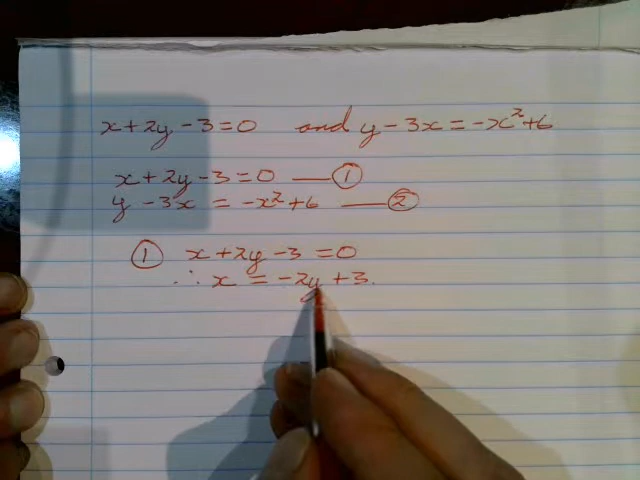 x+2y-3=0 and y-3x=-x²+6
x+2y-3=0 —①
y-3x=-x²+6 —②
① x+2y-3=0
∴ x=-2y+3.